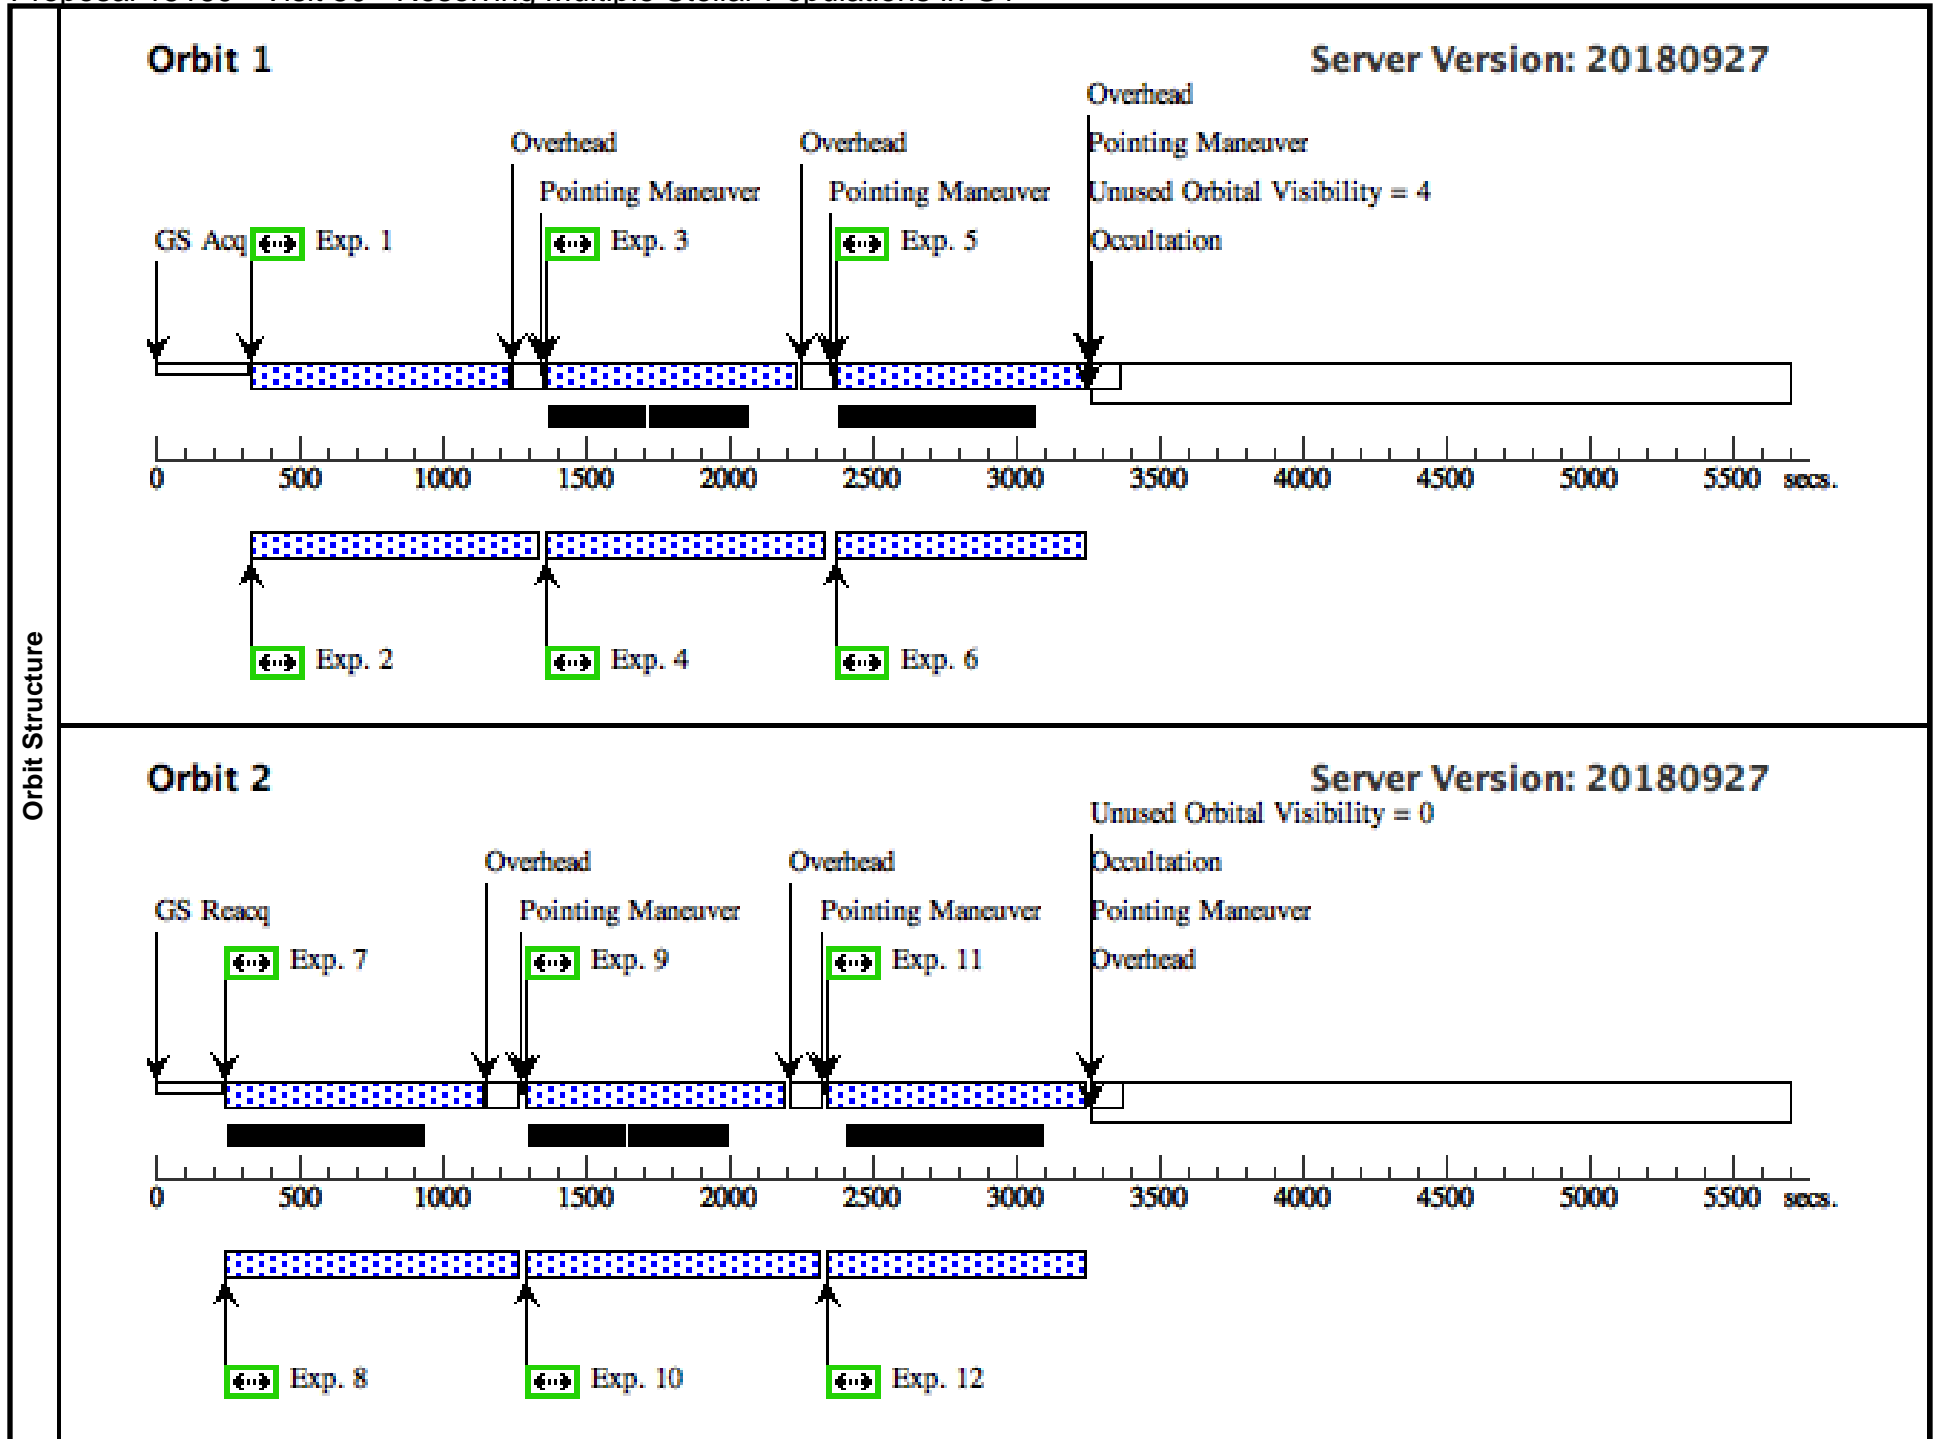 Orbit Structure
Orbit 1
Server Version: 20180927
Overhead
Overhead
Overhead
Pointing Maneuver
Pointing Maneuver
Pointing Maneuver
Unused Orbital Visibility = 4
GS Acq
Exp. 1
Exp. 3
Exp. 5
Occultation
0 500 1000 1500 2000 2500 3000 3500 4000 4500 5000 5500 secs.
Exp. 2
Exp. 4
Exp. 6
Orbit 2
Server Version: 20180927
Unused Orbital Visibility = 0
Overhead
Overhead
Occultation
GS Reacq
Pointing Maneuver
Pointing Maneuver
Pointing Maneuver
Exp. 7
Exp. 9
Exp. 11
Overhead
0 500 1000 1500 2000 2500 3000 3500 4000 4500 5000 5500 secs.
Exp. 8
Exp. 10
Exp. 12